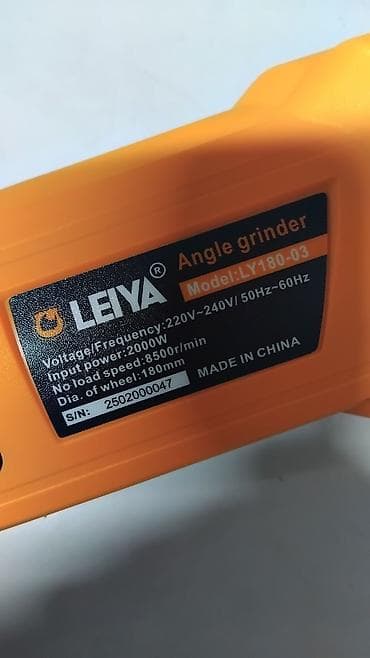 LEIYA®
Angle grinder
Model:LY180-03
Voltage/Frequency:220V~240V/ 50Hz~60Hz
Input power:2000W
No load speed:8500r/min
Dia. of wheel:180mm
S/N: 2502000047
MADE IN CHINA